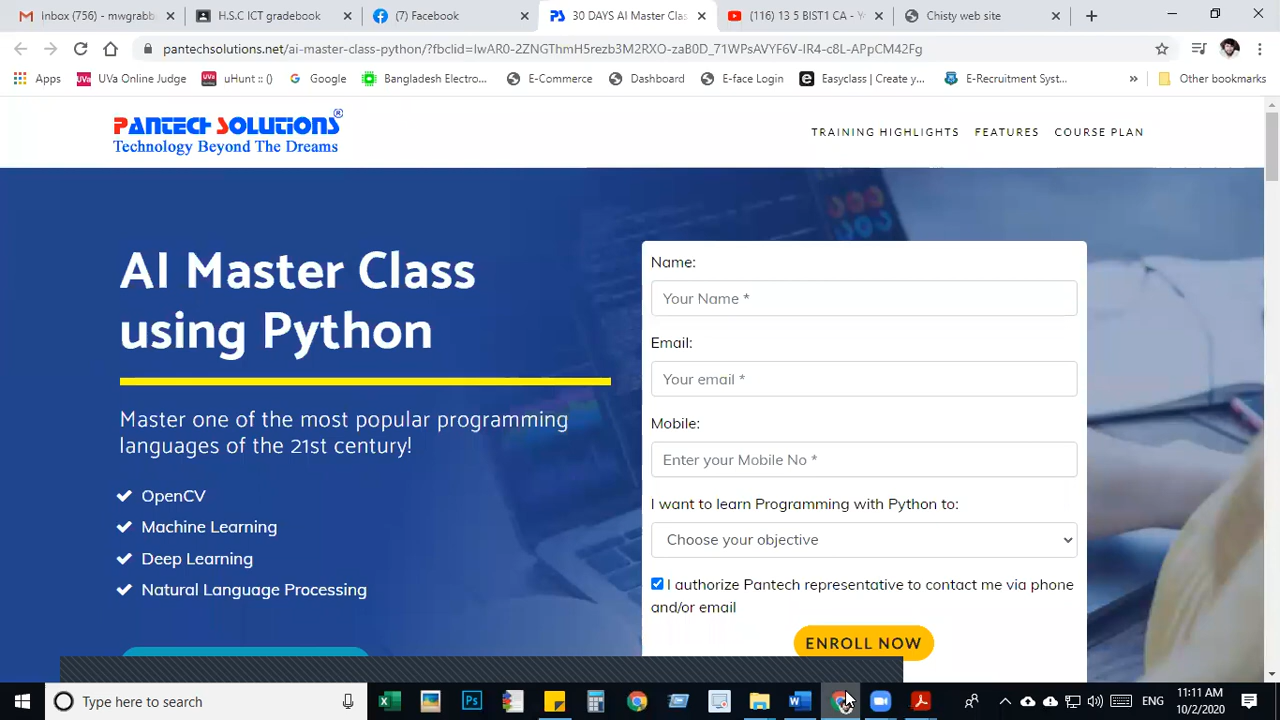 Inbox (756) - mwgrabb
H.S.C ICT gradebook
(7) Facebook
30 DAYS AI Master Clas
(116) 13 5 BIST1 CA - Y
Chisty web site
pantechsolutions.net/ai-master-class-python/?fbclid=IwAR0-2ZNGThmH5rezb3M2RXO-zaB0D_71WPsAVYF6V-lR4-c8L-APpCM42Fg
Apps
UVa Online Judge
uHunt :: ()
Google
Bangladesh Electro...
E-Commerce
Dashboard
E-face Login
Easyclass | Create y...
E-Recruitment Syst...
»
Other bookmarks
PANTECH SOLUTIONS®
Technology Beyond The Dreams
TRAINING HIGHLIGHTS FEATURES COURSE PLAN
AI Master Class
using Python
Master one of the most popular programming
languages of the 21st century!
OpenCV
Machine Learning
Deep Learning
Natural Language Processing
Name:
Your Name *
Email:
Your email *
Mobile:
Enter your Mobile No *
I want to learn Programming with Python to:
Choose your objective
I authorize Pantech representative to contact me via phone
and/or email
ENROLL NOW
Type here to search
ENG
11:11 AM
10/2/2020